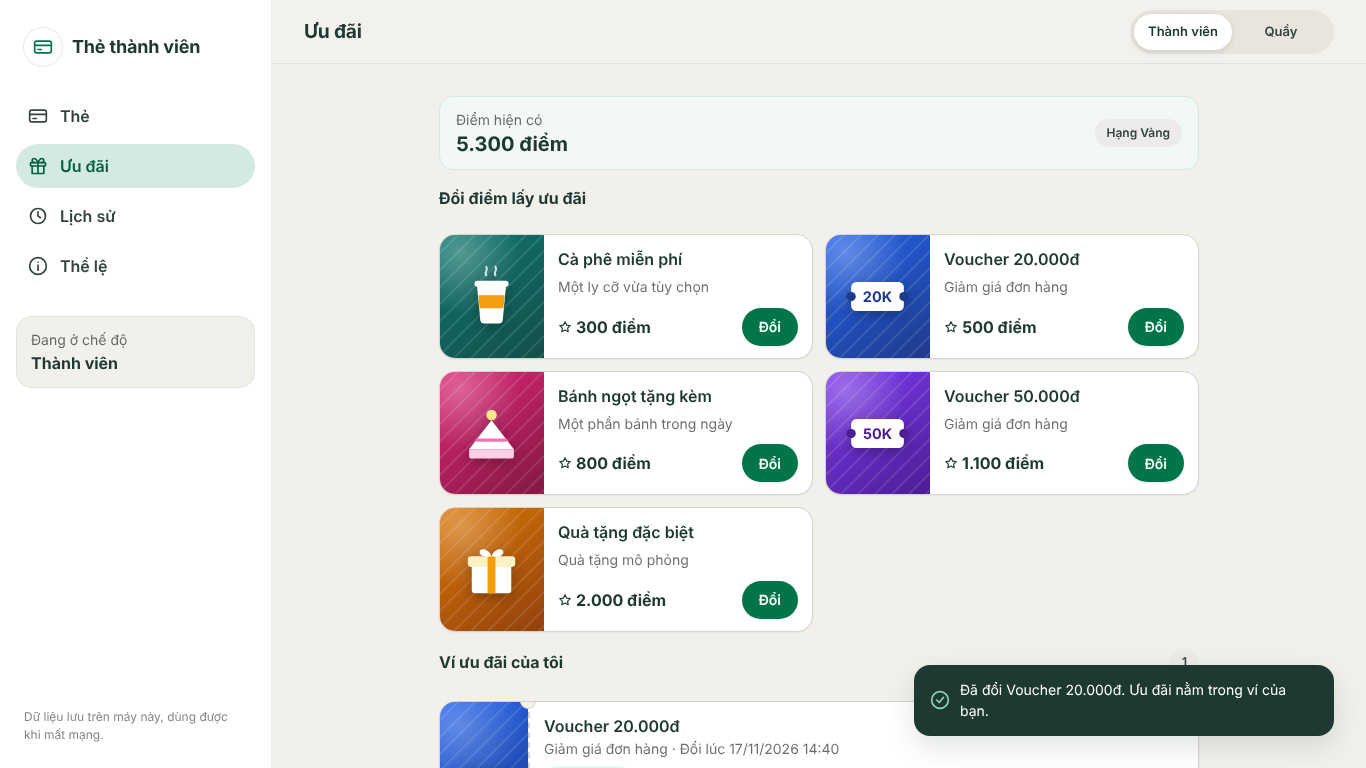 Thẻ thành viên
Thẻ
Ưu đãi
Lịch sử
Thể lệ
Đang ở chế độ
Thành viên
Dữ liệu lưu trên máy này, dùng được
khi mất mạng.
Ưu đãi
Thành viên
Quầy
Điểm hiện có
5.300 điểm
Hạng Vàng
Đổi điểm lấy ưu đãi
Cà phê miễn phí
Một ly cỡ vừa tùy chọn
300 điểm
Đổi
20K
Voucher 20.000đ
Giảm giá đơn hàng
500 điểm
Đổi
Bánh ngọt tặng kèm
Một phần bánh trong ngày
800 điểm
Đổi
50K
Voucher 50.000đ
Giảm giá đơn hàng
1.100 điểm
Đổi
Quà tặng đặc biệt
Quà tặng mô phỏng
2.000 điểm
Đổi
Ví ưu đãi của tôi
1
Voucher 20.000đ
Giảm giá đơn hàng · Đổi lúc 17/11/2026 14:40
Đã đổi Voucher 20.000đ. Ưu đãi nằm trong ví của
bạn.